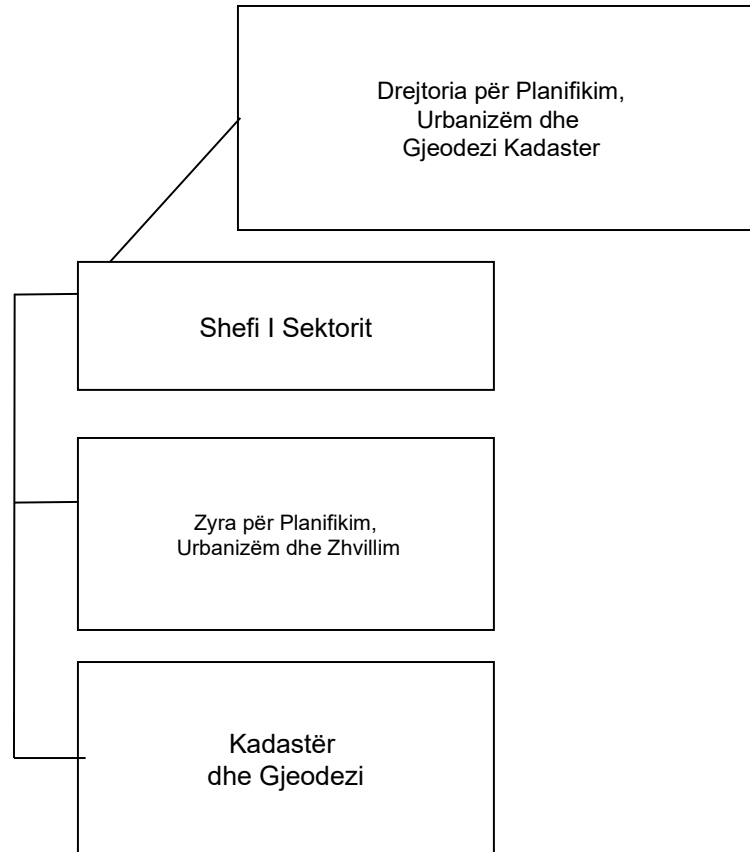 Drejtoria për Planifikim,
Urbanizëm dhe
Gjeodezi Kadaster
Shefi I Sektorit
Zyra për Planifikim,
Urbanizëm dhe Zhvillim
Kadastër
dhe Gjeodezi